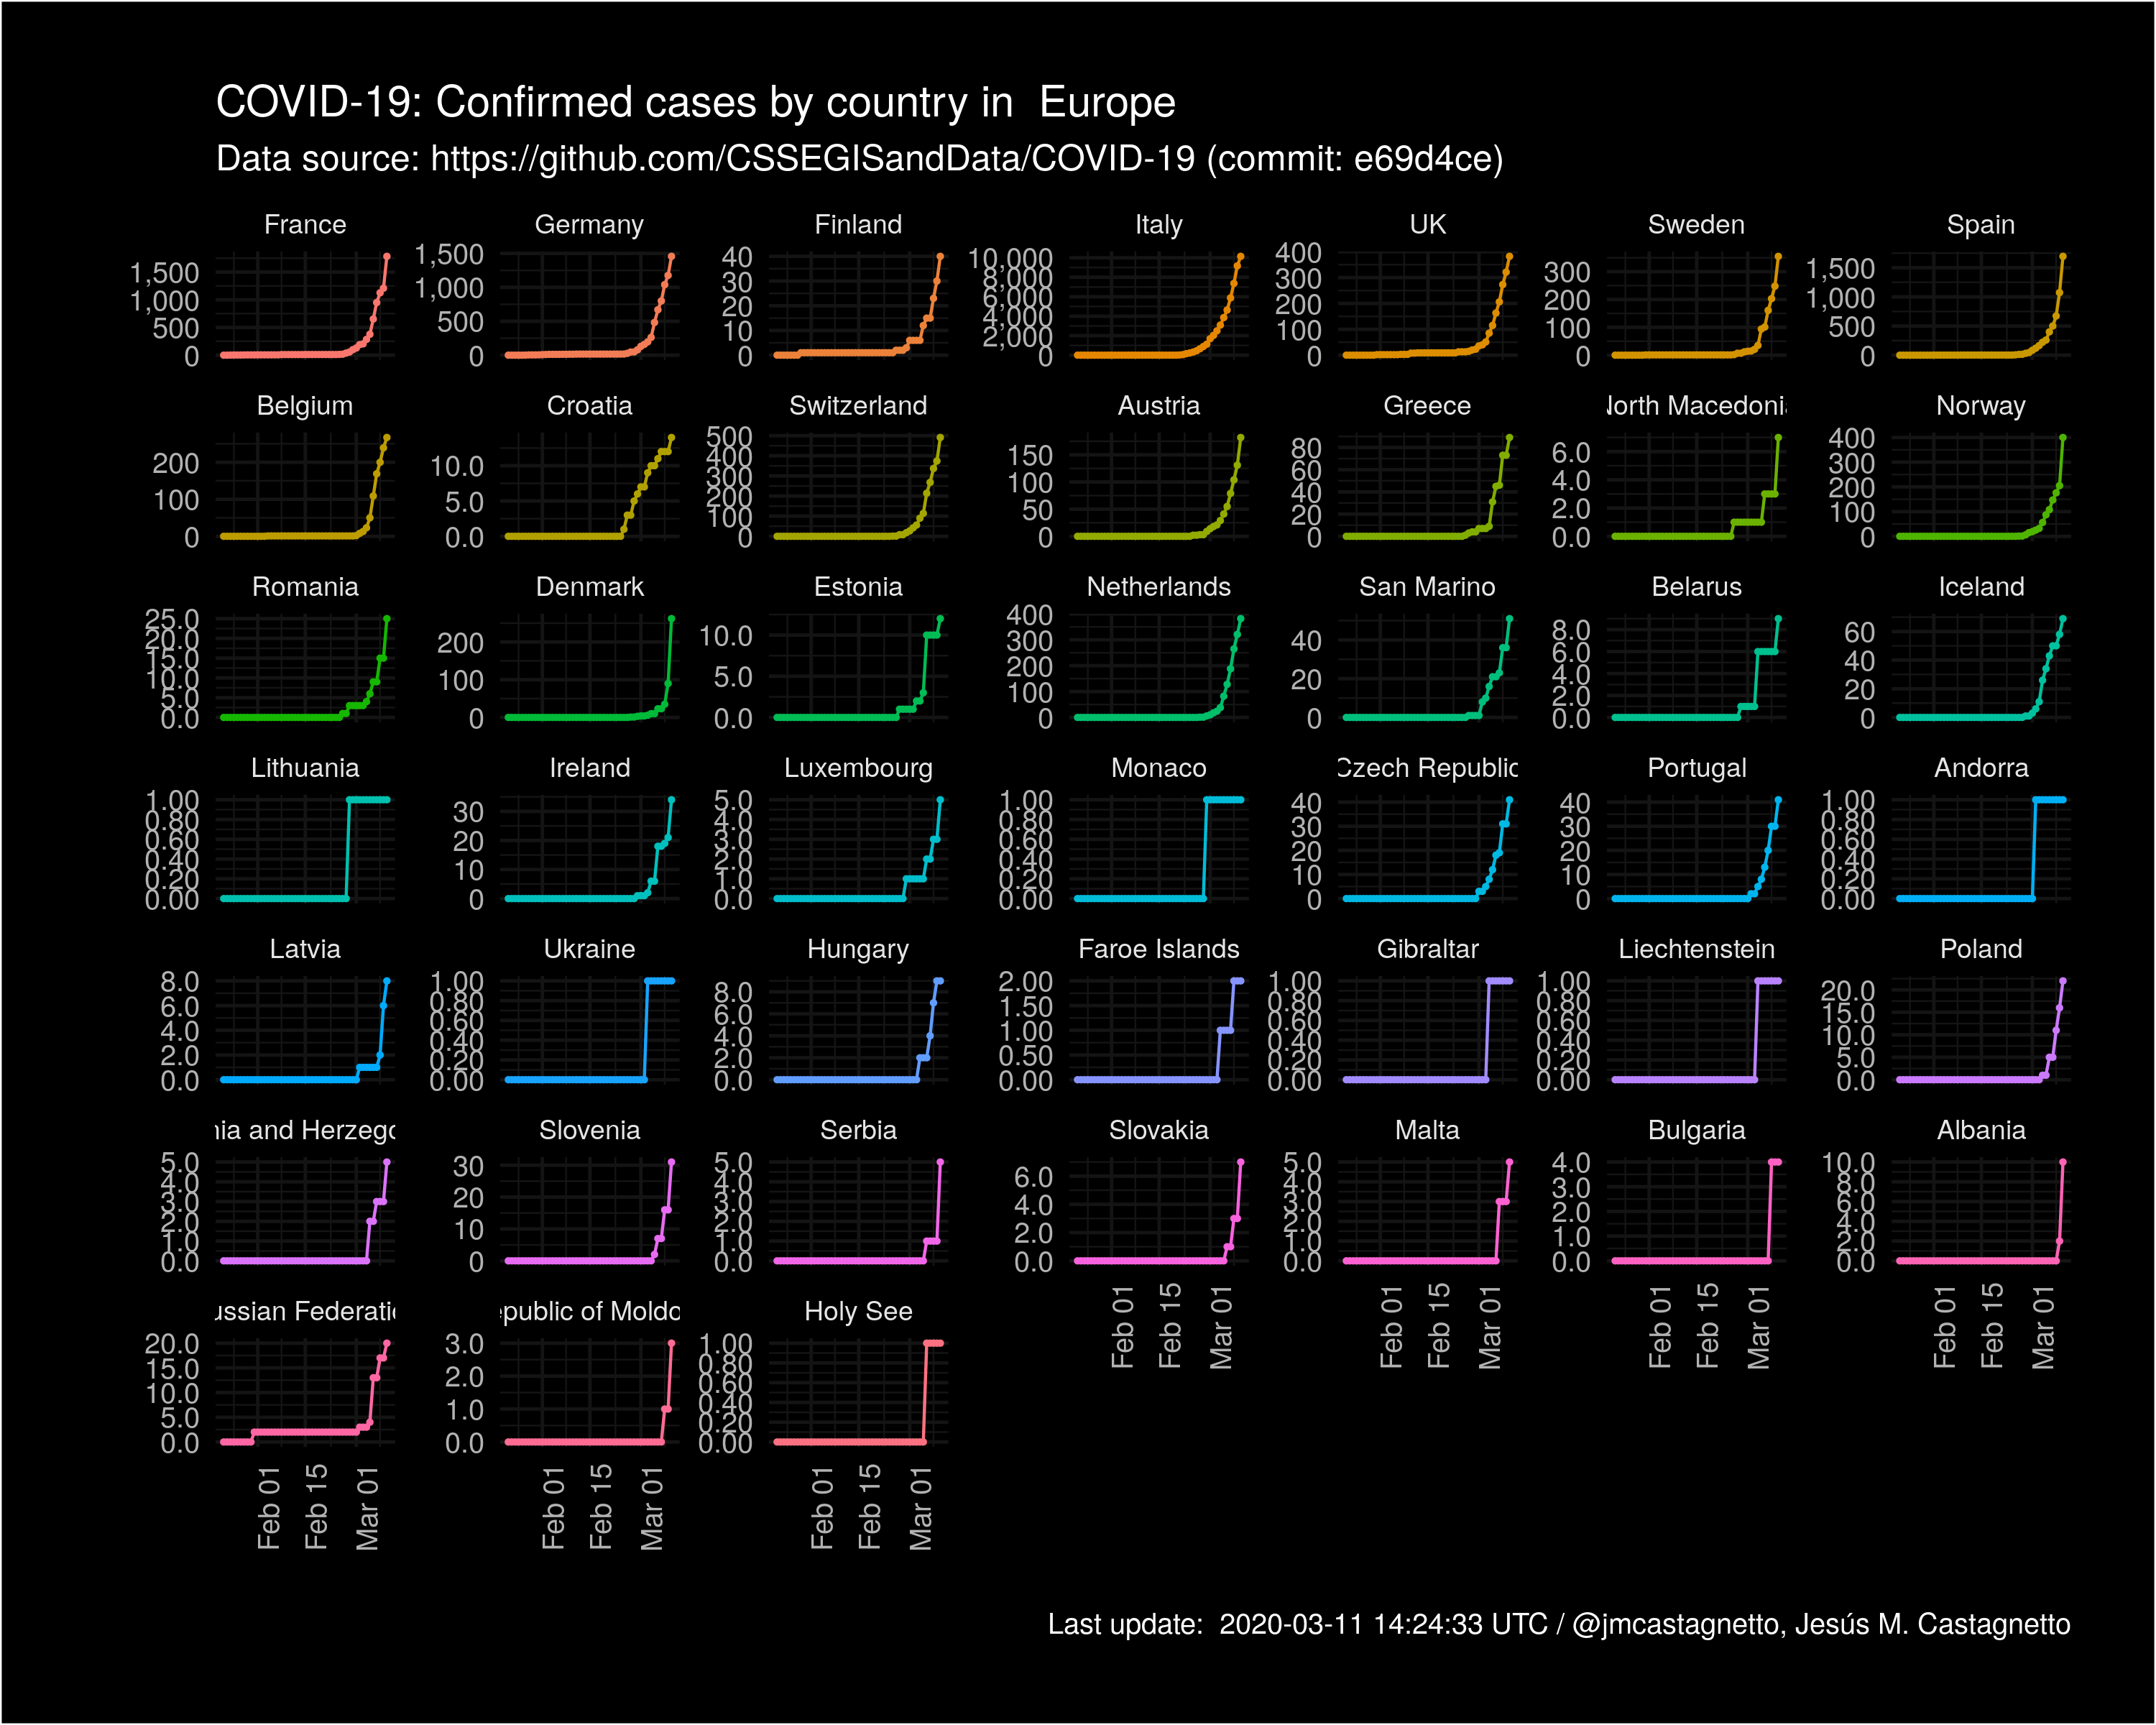 COVID-19: Confirmed cases by country in  Europe
Data source: https://github.com/CSSEGISandData/COVID-19 (commit: e69d4ce)
France Germany Finland Italy UK Sweden Spain
1,500 1,000 500 0
1,500 1,000 500 0
40 30 20 10 0
10,000 8,000 6,000 4,000 2,000 0
400 300 200 100 0
300 200 100 0
1,500 1,000 500 0
Belgium Croatia Switzerland Austria Greece North Macedonia Norway
200 100 0
10.0 5.0 0.0
500 400 300 200 100 0
150 100 50 0
80 60 40 20 0
6.0 4.0 2.0 0.0
400 300 200 100 0
Romania Denmark Estonia Netherlands San Marino Belarus Iceland
25.0 20.0 15.0 10.0 5.0 0.0
200 100 0
10.0 5.0 0.0
400 300 200 100 0
40 20 0
8.0 6.0 4.0 2.0 0.0
60 40 20 0
Lithuania Ireland Luxembourg Monaco Czech Republic Portugal Andorra
1.00 0.80 0.60 0.40 0.20 0.00
30 20 10 0
5.0 4.0 3.0 2.0 1.0 0.0
1.00 0.80 0.60 0.40 0.20 0.00
40 30 20 10 0
40 30 20 10 0
1.00 0.80 0.60 0.40 0.20 0.00
Latvia Ukraine Hungary Faroe Islands Gibraltar Liechtenstein Poland
8.0 6.0 4.0 2.0 0.0
1.00 0.80 0.60 0.40 0.20 0.00
8.0 6.0 4.0 2.0 0.0
2.00 1.50 1.00 0.50 0.00
1.00 0.80 0.60 0.40 0.20 0.00
1.00 0.80 0.60 0.40 0.20 0.00
20.0 15.0 10.0 5.0 0.0
nia and Herzego Slovenia Serbia Slovakia Malta Bulgaria Albania
5.0 4.0 3.0 2.0 1.0 0.0
30 20 10 0
5.0 4.0 3.0 2.0 1.0 0.0
6.0 4.0 2.0 0.0
5.0 4.0 3.0 2.0 1.0 0.0
4.0 3.0 2.0 1.0 0.0
10.0 8.0 6.0 4.0 2.0 0.0
Feb 01 Feb 15 Mar 01
Feb 01 Feb 15 Mar 01
Feb 01 Feb 15 Mar 01
Feb 01 Feb 15 Mar 01
ussian Federatio public of Moldo Holy See
20.0 15.0 10.0 5.0 0.0
3.0 2.0 1.0 0.0
1.00 0.80 0.60 0.40 0.20 0.00
Feb 01 Feb 15 Mar 01
Feb 01 Feb 15 Mar 01
Feb 01 Feb 15 Mar 01
Last update:  2020-03-11 14:24:33 UTC / @jmcastagnetto, Jesús M. Castagnetto